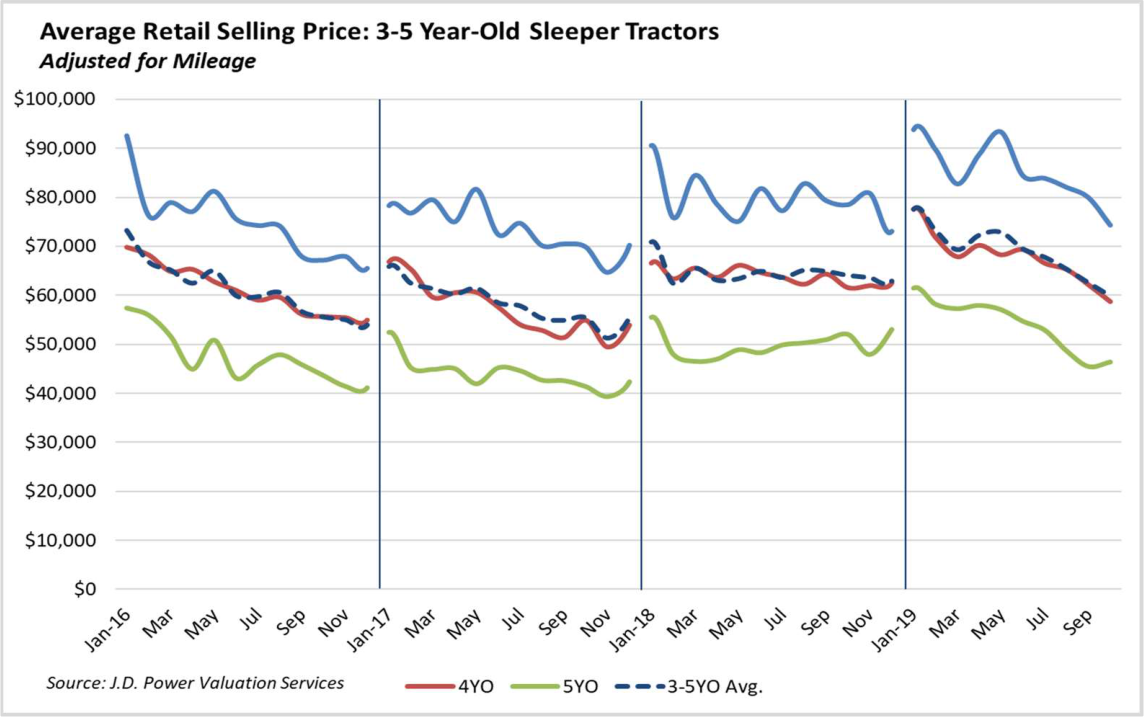 Average Retail Selling Price: 3-5 Year-Old Sleeper Tractors
Adjusted for Mileage
$100,000
$90,000
$80,000
$70,000
$60,000
$50,000
$40,000
$30,000
$20,000
$10,000
$0
Jan-16 Mar May Jul Sep Nov Jan-17 Mar May Jul Sep Nov Jan-18 Mar May Jul Sep Nov Jan-19 Mar May Jul Sep
Source: J.D. Power Valuation Services 4YO 5YO 3-5YO Avg.